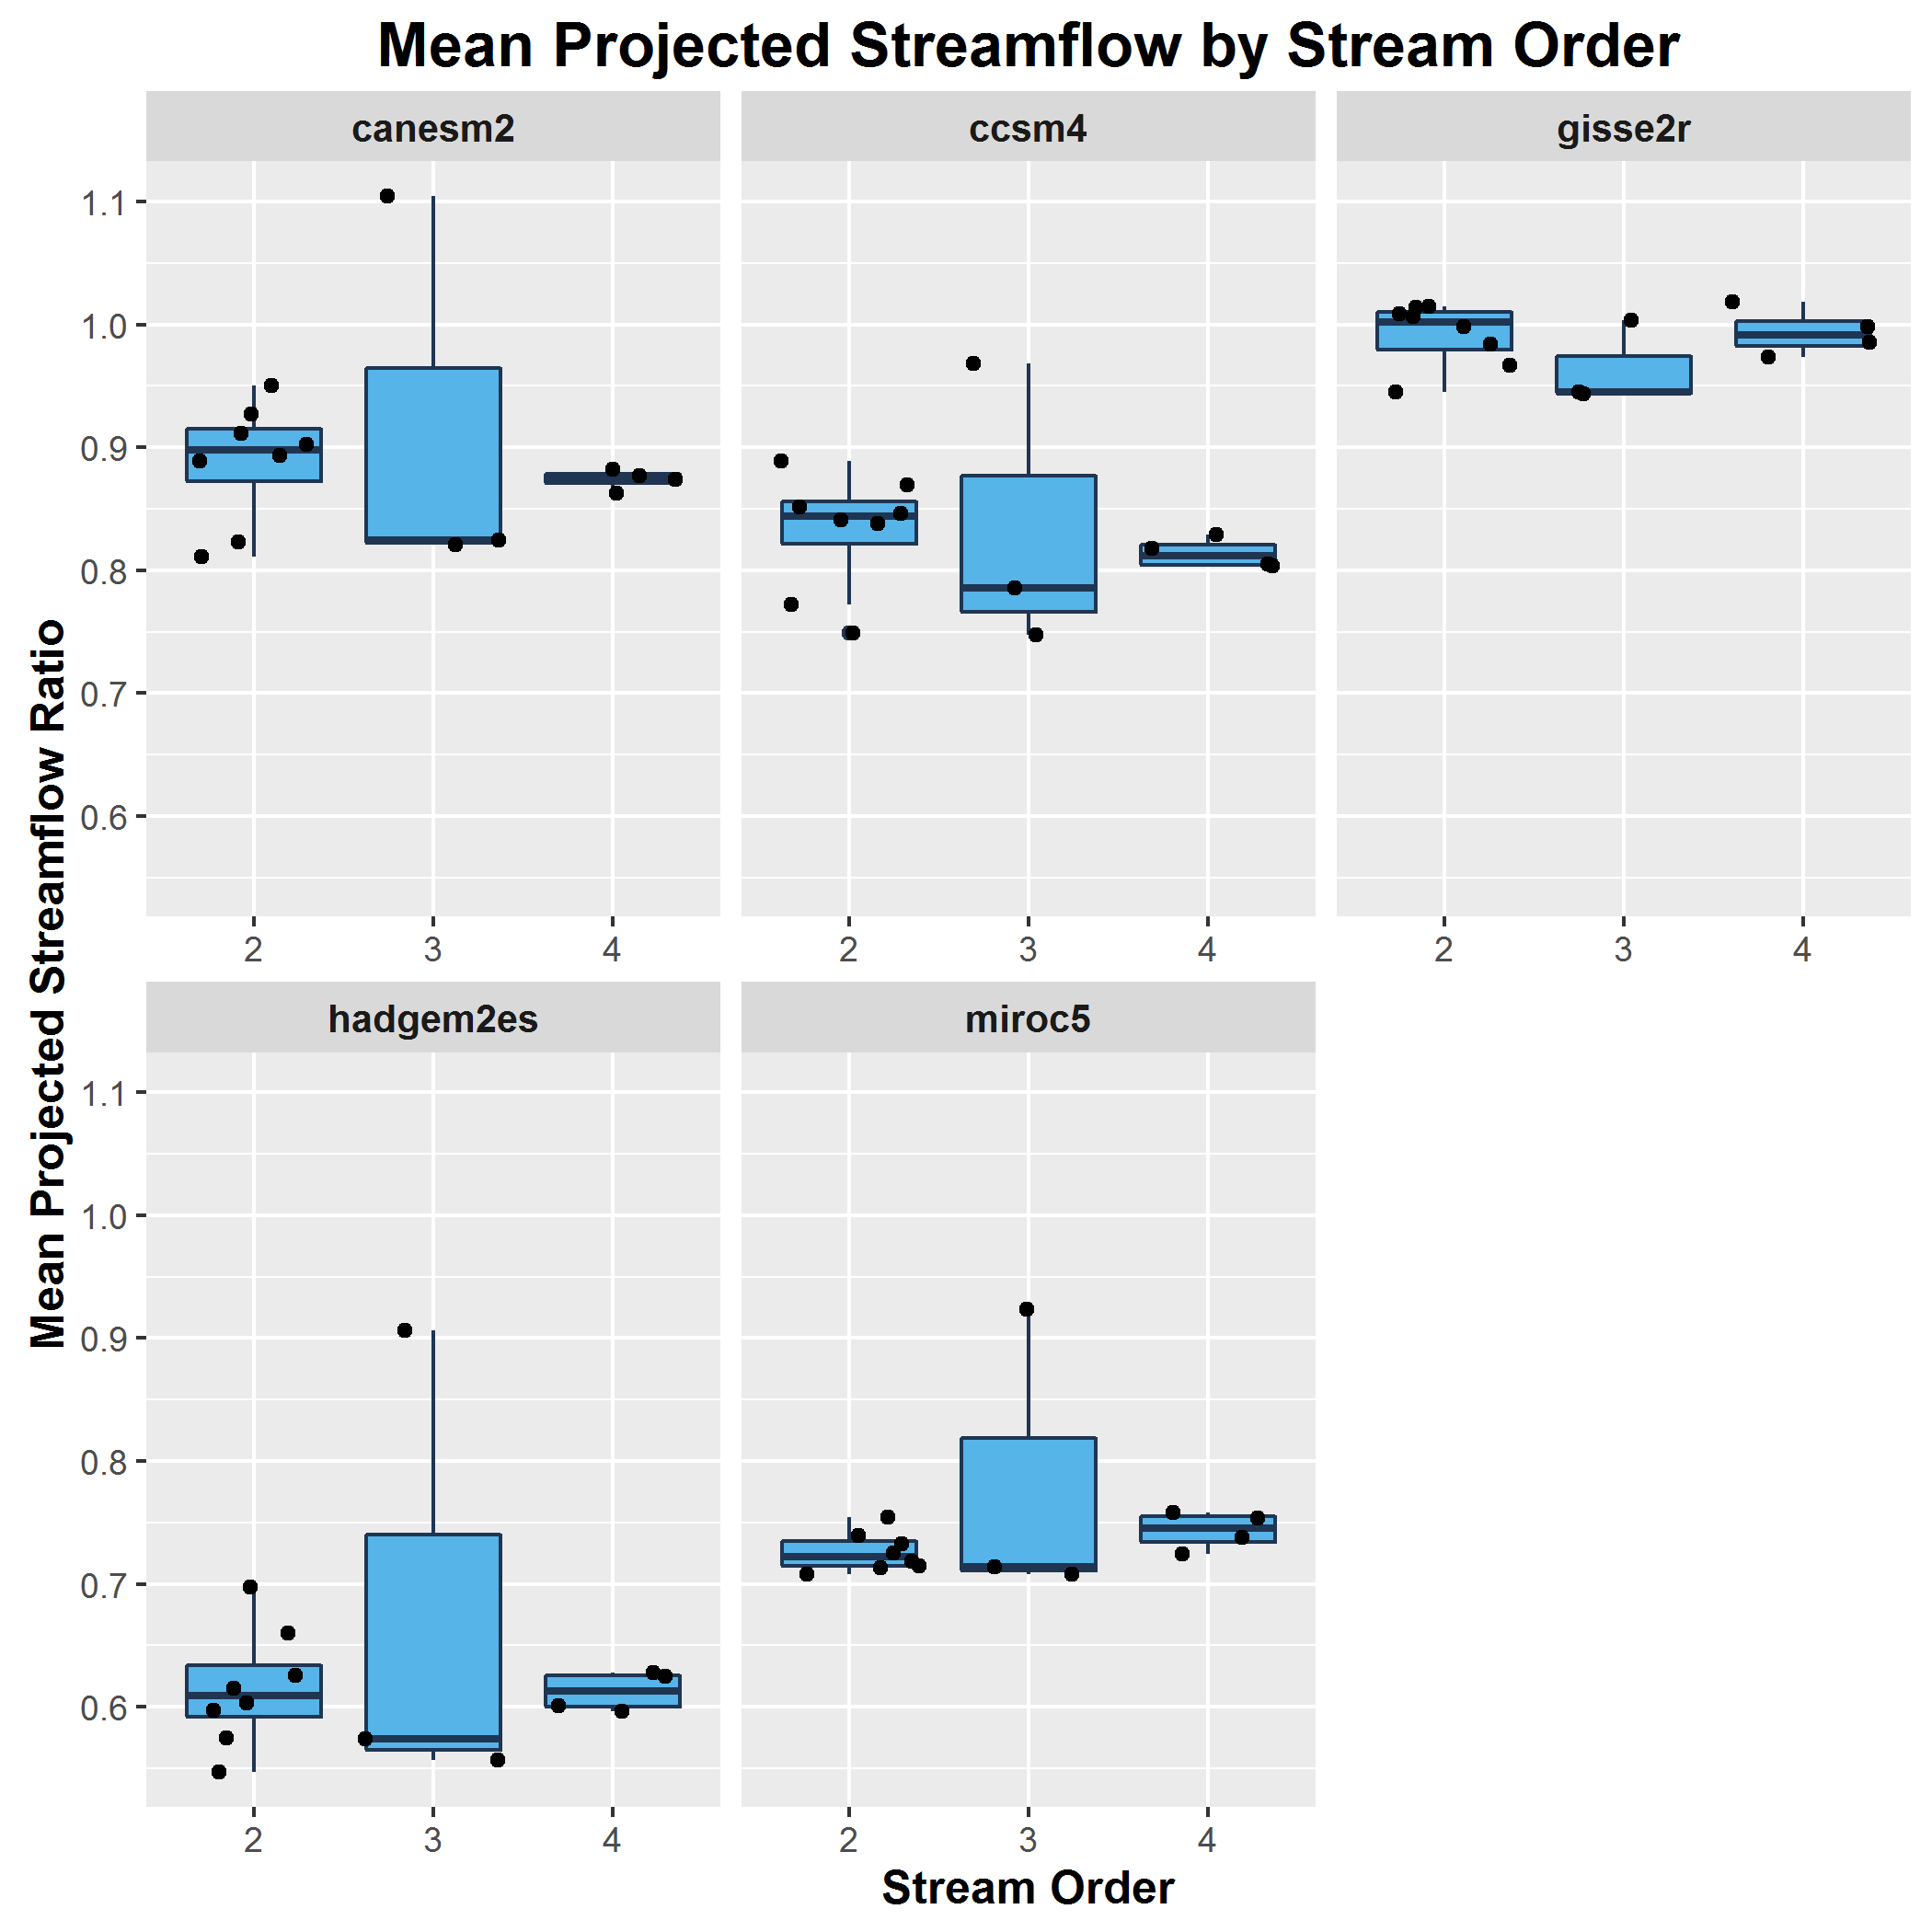 Mean Projected Streamflow by Stream Order
canesm2
ccsm4
gisse2r
1.1
1.0
0.9
0.8
0.7
0.6
2 3 4
2 3 4
2 3 4
Mean Projected Streamflow Ratio
hadgem2es
miroc5
1.1
1.0
0.9
0.8
0.7
0.6
2 3 4
2 3 4
Stream Order